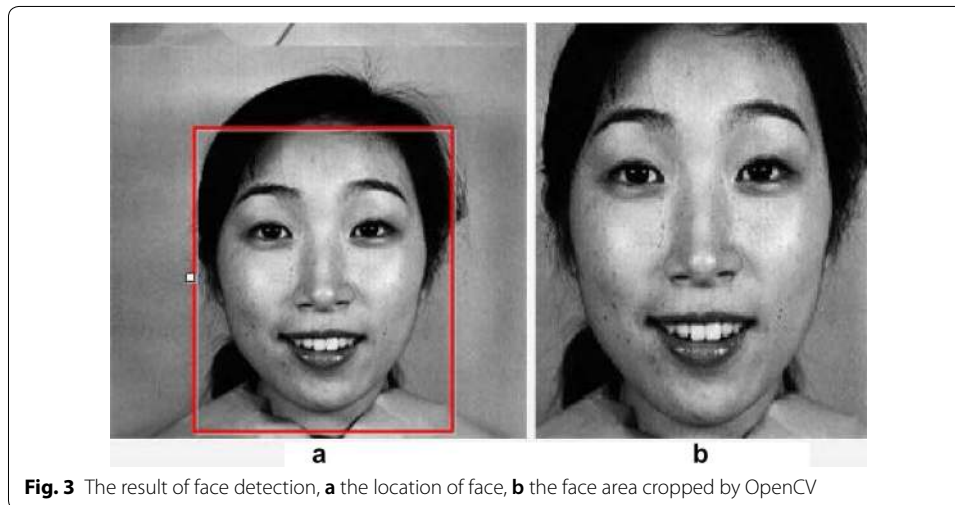 a b
Fig. 3 The result of face detection, a the location of face, b the face area cropped by OpenCV